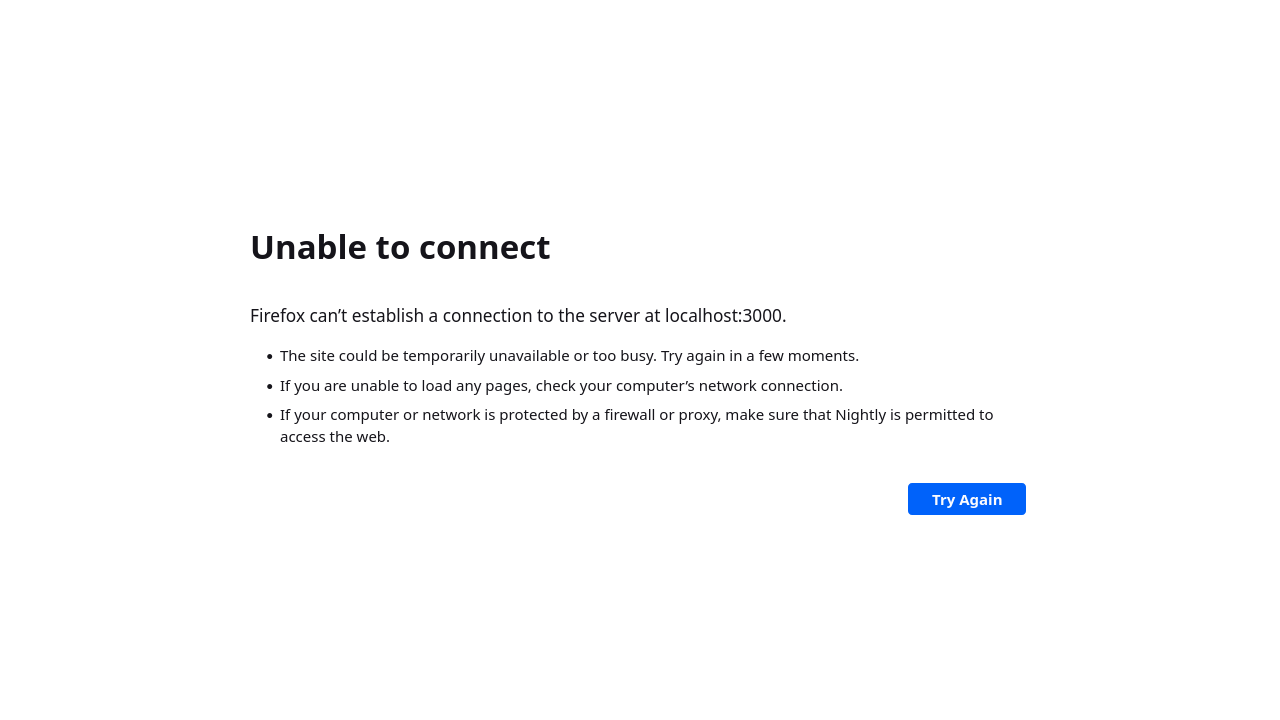 Unable to connect
Firefox can’t establish a connection to the server at localhost:3000.
• The site could be temporarily unavailable or too busy. Try again in a few moments.
• If you are unable to load any pages, check your computer’s network connection.
• If your computer or network is protected by a firewall or proxy, make sure that Nightly is permitted to
access the web.
Try Again